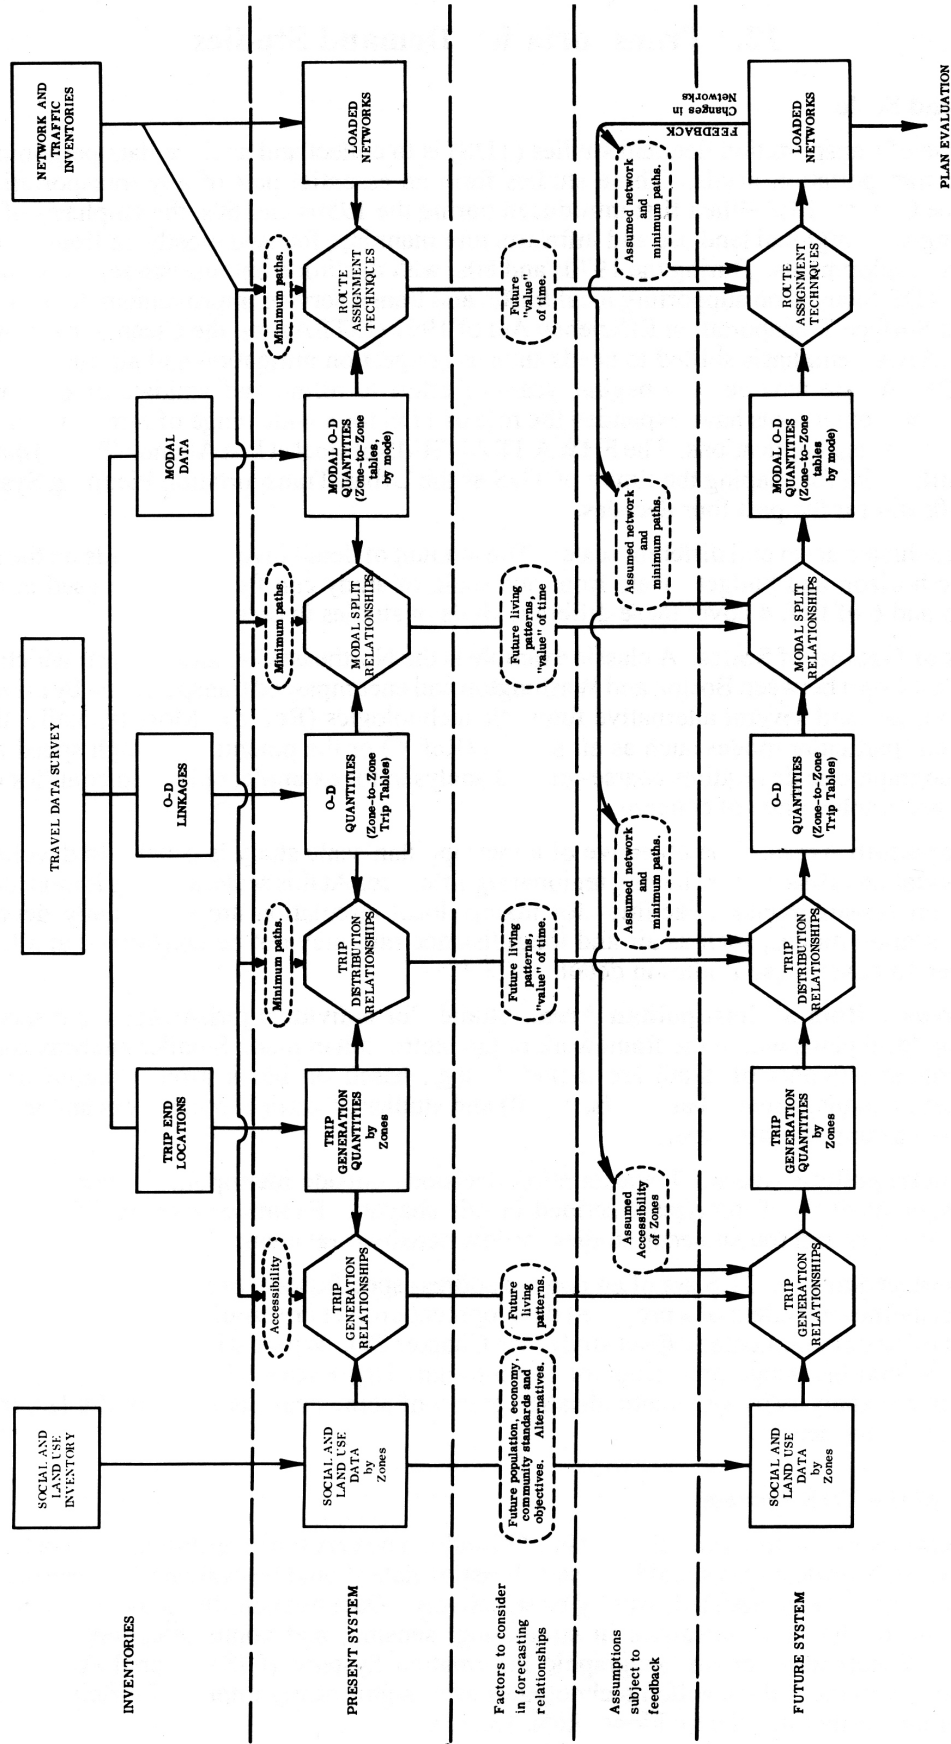 INVENTORIES
SOCIAL AND
LAND USE
INVENTORY
TRAVEL DATA SURVEY
TRIP END
LOCATIONS
O-D
LINKAGES
MODAL
DATA
NETWORK AND
TRAFFIC
INVENTORIES
PRESENT SYSTEM
Accessibility
Minimum paths.
Minimum paths.
Minimum paths.
SOCIAL AND
LAND USE
DATA
by
Zones
TRIP
GENERATION
RELATIONSHIPS
TRIP
GENERATION
QUANTITIES
by
Zones
TRIP
DISTRIBUTION
RELATIONSHIPS
O-D
QUANTITIES
(Zone-to-Zone
Trip Tables)
MODAL SPLIT
RELATIONSHIPS
MODAL O-D
QUANTITIES
(Zone-to-Zone
tables,
by mode)
ROUTE
ASSIGNMENT
TECHNIQUES
LOADED
NETWORKS
Factors to consider
in forecasting
relationships
Future population, economy,
community standards and
objectives. Alternatives.
Future
living
patterns.
Future living
patterns,
"value" of time.
Future living
patterns,
"value" of time
Future
"value"
of time.
Assumptions
subject to
feedback
Assumed
Accessibility
of Zones
Assumed network
and
minimum paths.
Assumed network
and
minimum paths.
Assumed network
and
minimum paths.
FEEDBACK
Changes in
Networks
FUTURE SYSTEM
SOCIAL AND
LAND USE
DATA
by
Zones
TRIP
GENERATION
RELATIONSHIPS
TRIP
GENERATION
QUANTITIES
by
Zones
TRIP
DISTRIBUTION
RELATIONSHIPS
O-D
QUANTITIES
(Zone-to-Zone
Trip Tables)
MODAL SPLIT
RELATIONSHIPS
MODAL O-D
QUANTITIES
(Zone-to-Zone
tables
by mode)
ROUTE
ASSIGNMENT
TECHNIQUES
LOADED
NETWORKS
PLAN EVALUATION